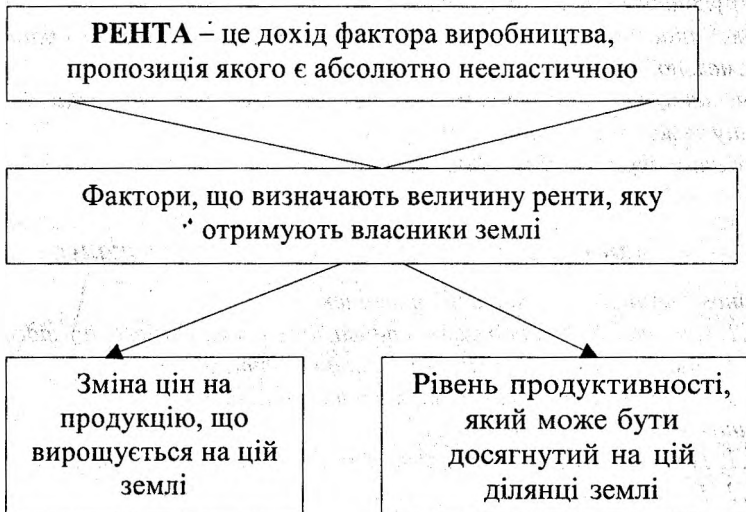 РЕНТА – це дохід фактора виробництва,
пропозиція якого є абсолютно нееластичною
Фактори, що визначають величину ренти, яку
отримують власники землі
Зміна цін на
продукцію, що
вирощується на цій
землі
Рівень продуктивності,
який може бути
досягнутий на цій
ділянці землі